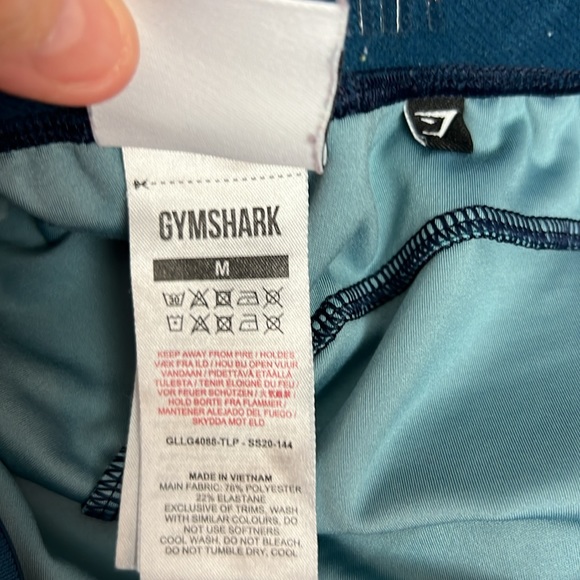 GYMSHARK
M
30
KEEP AWAY FROM FIRE / HOLDES
VÆK FRA ILD / HOU BU OPEN VUUR
VANDAAN / PIDETTÄVÄ ETÄÄLLÄ
TULESTA / TENIR ÉLOIGNÉ DU FEU /
VOR FEUER SCHÜTZEN /
HOLD BORTE FRA FLAMMER /
MANTENER ALEJADO DEL FUEGO /
SKYDDA MOT ELD
GLLG4088-TLP - SS20-144
MADE IN VIETNAM
MAIN FABRIC: 78% POLYESTER
22% ELASTANE
EXCLUSIVE OF TRIMS, WASH
WITH SIMILAR COLOURS, DO
NOT USE SOFTNERS
COOL WASH, DO NOT BLEACH,
DO NOT TUMBLE DRY, COOL